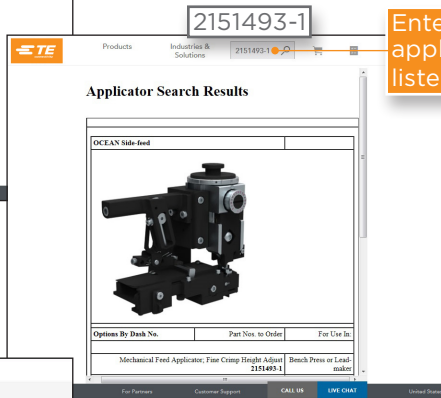 2151493-1
Ente
appl
liste
TE
Products
Industries &
Solutions
2151493-1
Applicator Search Results
OCEAN Side-feed
Options By Dash No.
Part Nos. to Order
For Use In:
Mechanical Feed Applicator; Fine Crimp Height Adjust
2151493-1
Bench Press or Lead-
maker
For Partners
Customer Support
CALL US
LIVE CHAT
United States